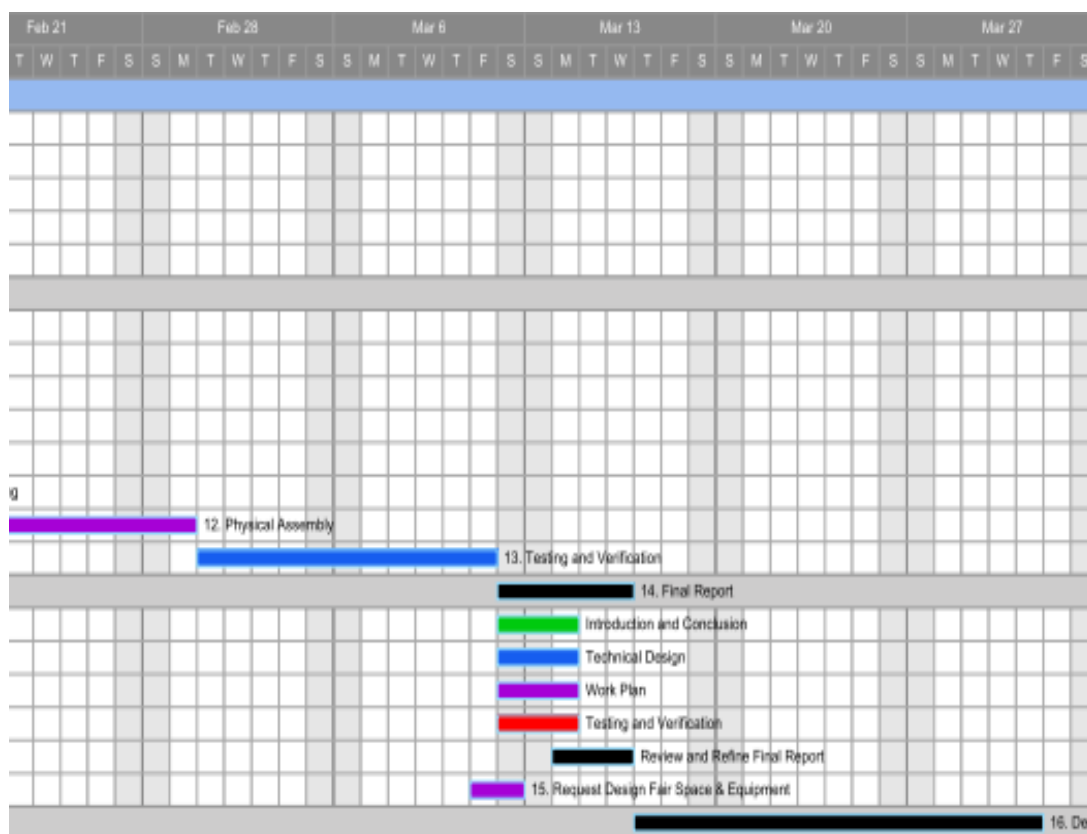 Feb 21 Feb 28 Mar 6 Mar 13 Mar 20 Mar 27
T W T F S S M T W T F S S M T W T F S S M T W T F S S M T W T F S S M T W T F S
g
12. Physical Assembly
13. Testing and Verification
14. Final Report
Introduction and Conclusion
Technical Design
Work Plan
Testing and Verification
Review and Refine Final Report
15. Request Design Fair Space & Equipment
16. De